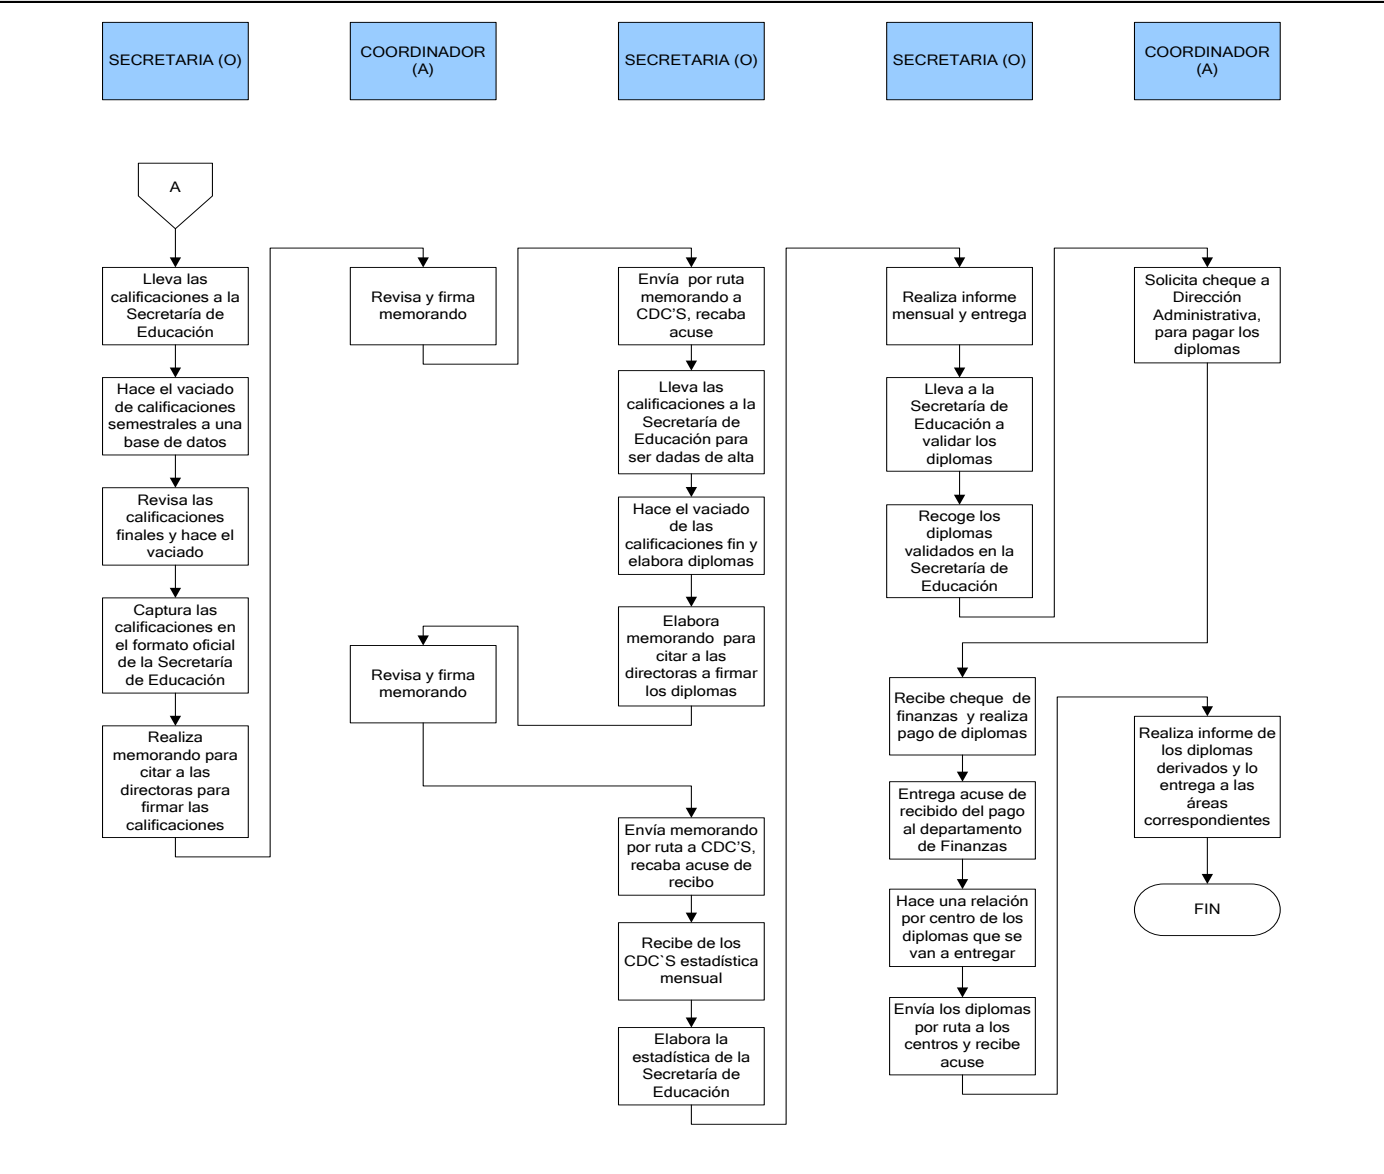 SECRETARIA (O)
COORDINADOR
(A)
SECRETARIA (O)
SECRETARIA (O)
COORDINADOR
(A)
A
Lleva las
calificaciones a la
Secretaría de
Educación
Hace el vaciado
de calificaciones
semestrales a una
base de datos
Revisa las
calificaciones
finales y hace el
vaciado
Captura las
calificaciones en
el formato oficial
de la Secretaría
de Educación
Realiza
memorando para
citar a las
directoras para
firmar las
calificaciones
Revisa y firma
memorando
Envía por ruta
memorando a
CDC'S, recaba
acuse
Lleva las
calificaciones a la
Secretaría de
Educación para
ser dadas de alta
Hace el vaciado
de las
calificaciones fin y
elabora diplomas
Elabora
memorando para
citar a las
directoras a firmar
los diplomas
Revisa y firma
memorando
Envía memorando
por ruta a CDC'S,
recaba acuse de
recibo
Recibe de los
CDC`S estadística
mensual
Elabora la
estadística de la
Secretaría de
Educación
Realiza informe
mensual y entrega
Lleva a la
Secretaría de
Educación a
validar los
diplomas
Recoge los
diplomas
validados en la
Secretaría de
Educación
Solicita cheque a
Dirección
Administrativa,
para pagar los
diplomas
Recibe cheque de
finanzas y realiza
pago de diplomas
Entrega acuse de
recibido del pago
al departamento
de Finanzas
Hace una relación
por centro de los
diplomas que se
van a entregar
Envía los diplomas
por ruta a los
centros y recibe
acuse
Realiza informe de
los diplomas
derivados y lo
entrega a las
áreas
correspondientes
FIN